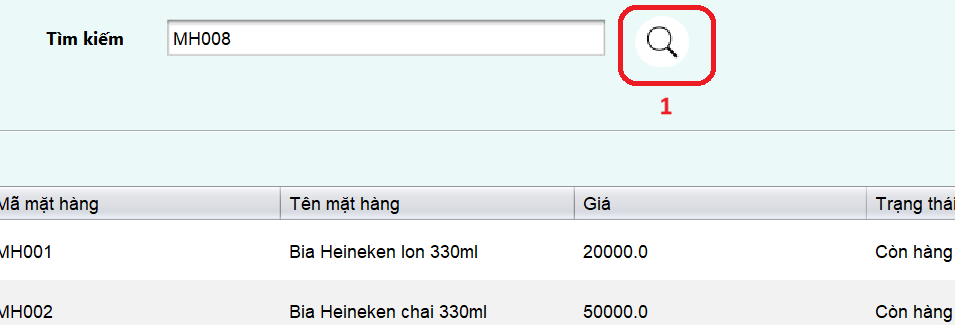 Tìm kiếm MH008
1
Mã mặt hàng Tên mặt hàng Giá Trạng thái
MH001 Bia Heineken lon 330ml 20000.0 Còn hàng
MH002 Bia Heineken chai 330ml 50000.0 Còn hàng